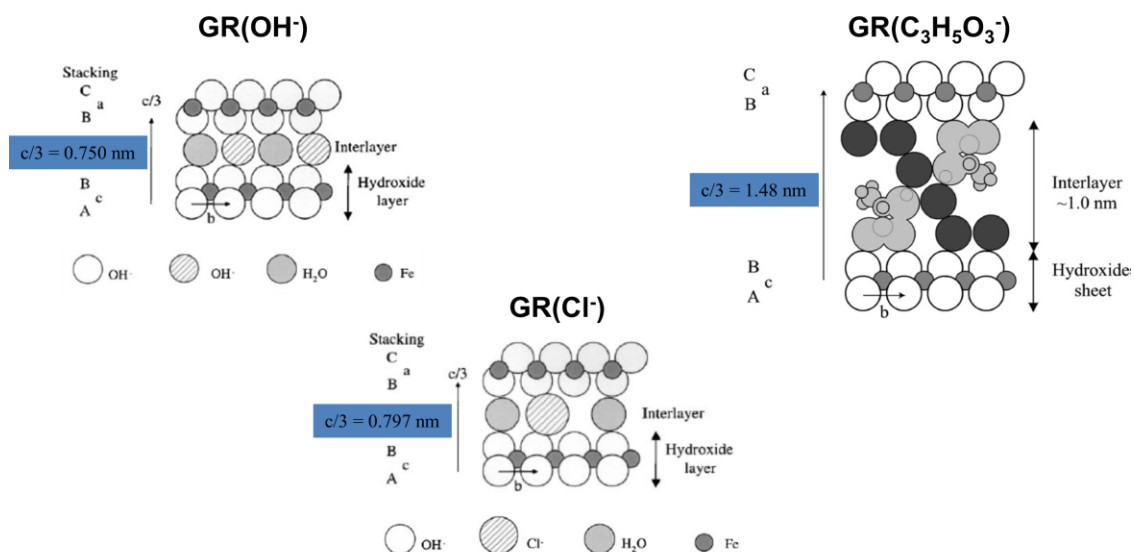 GR(OH⁻)
Stacking
C
a
B
c/3
c/3 = 0.750 nm
B
c
A
b
Interlayer
Hydroxide
layer
OH⁻
OH⁻
H₂O
Fe
GR(C₃H₅O₃⁻)
C
a
B
c/3 = 1.48 nm
B
c
A
b
Interlayer
~1.0 nm
Hydroxide
sheet
GR(Cl⁻)
Stacking
C
a
B
c/3
c/3 = 0.797 nm
B
c
A
b
Interlayer
Hydroxide
layer
OH⁻
Cl⁻
H₂O
Fe